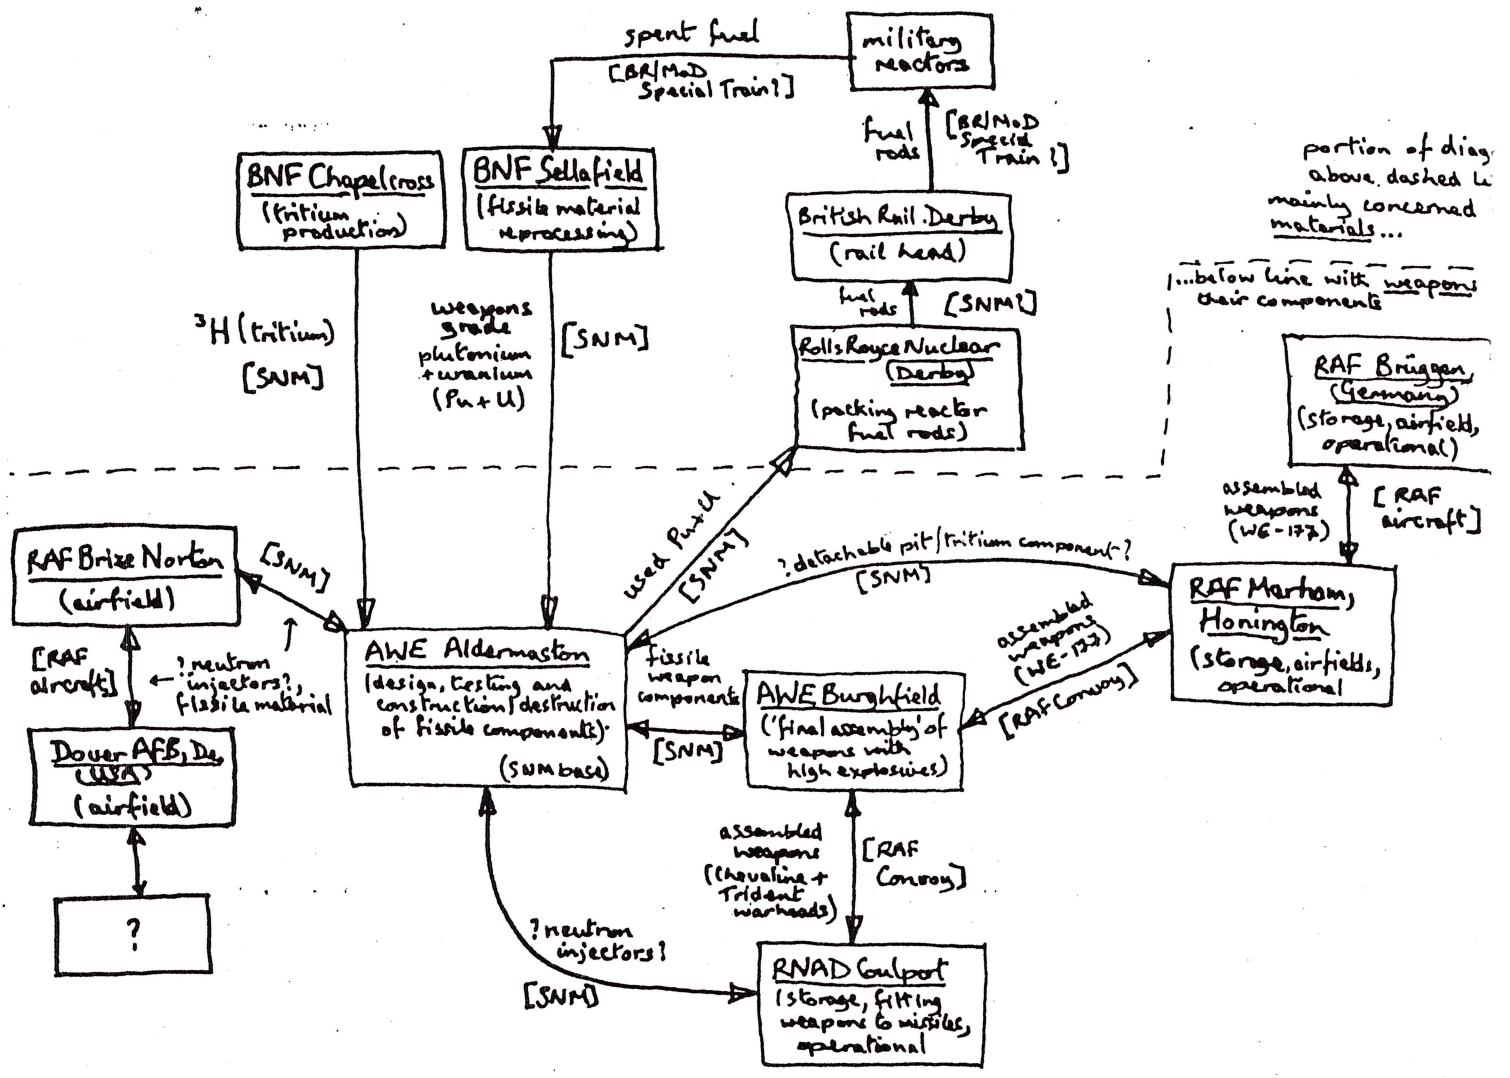 spent fuel
[BR/MoD
Special Train?]
military
reactors
fuel
rods
[BR/MoD
Special
Train?]
BNF Chapelcross
(tritium
production)
BNF Sellafield
(fissile material
reprocessing)
British Rail. Derby
(rail head)
portion of diag
above dashed li
mainly concerned
materials...
...below line with weapons
their components
fuel
rods
[SNM?]
³H (tritium)
[SNM]
weapons
grade
plutonium
+ uranium
(Pu + U)
[SNM]
Rolls Royce Nuclear
(Derby)
(packing reactor
fuel rods)
RAF Brüggen,
(Germany)
(storage, airfield,
operational)
assembled
weapons
(WE-177)
[RAF
aircraft]
RAF Brize Norton
(airfield)
[SNM]
used Pu+U
[SNM]
?detachable pit/tritium component?
[SNM]
RAF Marham,
Honington
(storage, airfields,
operational)
[RAF
aircraft]
?neutron
injectors?,
fissile material
AWE Aldermaston
(design, testing and
construction/destruction
of fissile components).
(SNM base)
fissile
weapon
components
[SNM]
AWE Burghfield
('final assembly' of
weapons with
high explosives)
assembled
weapons
(WE-177)
[RAF Convoy]
Dover AFB, De,
(USA)
(airfield)
?
assembled
weapons
(Chevaline +
Trident
warheads)
[RAF
Convoy]
?neutron
injectors?
[SNM]
RNAD Coulport
(storage, fitting
weapons to missiles,
operational